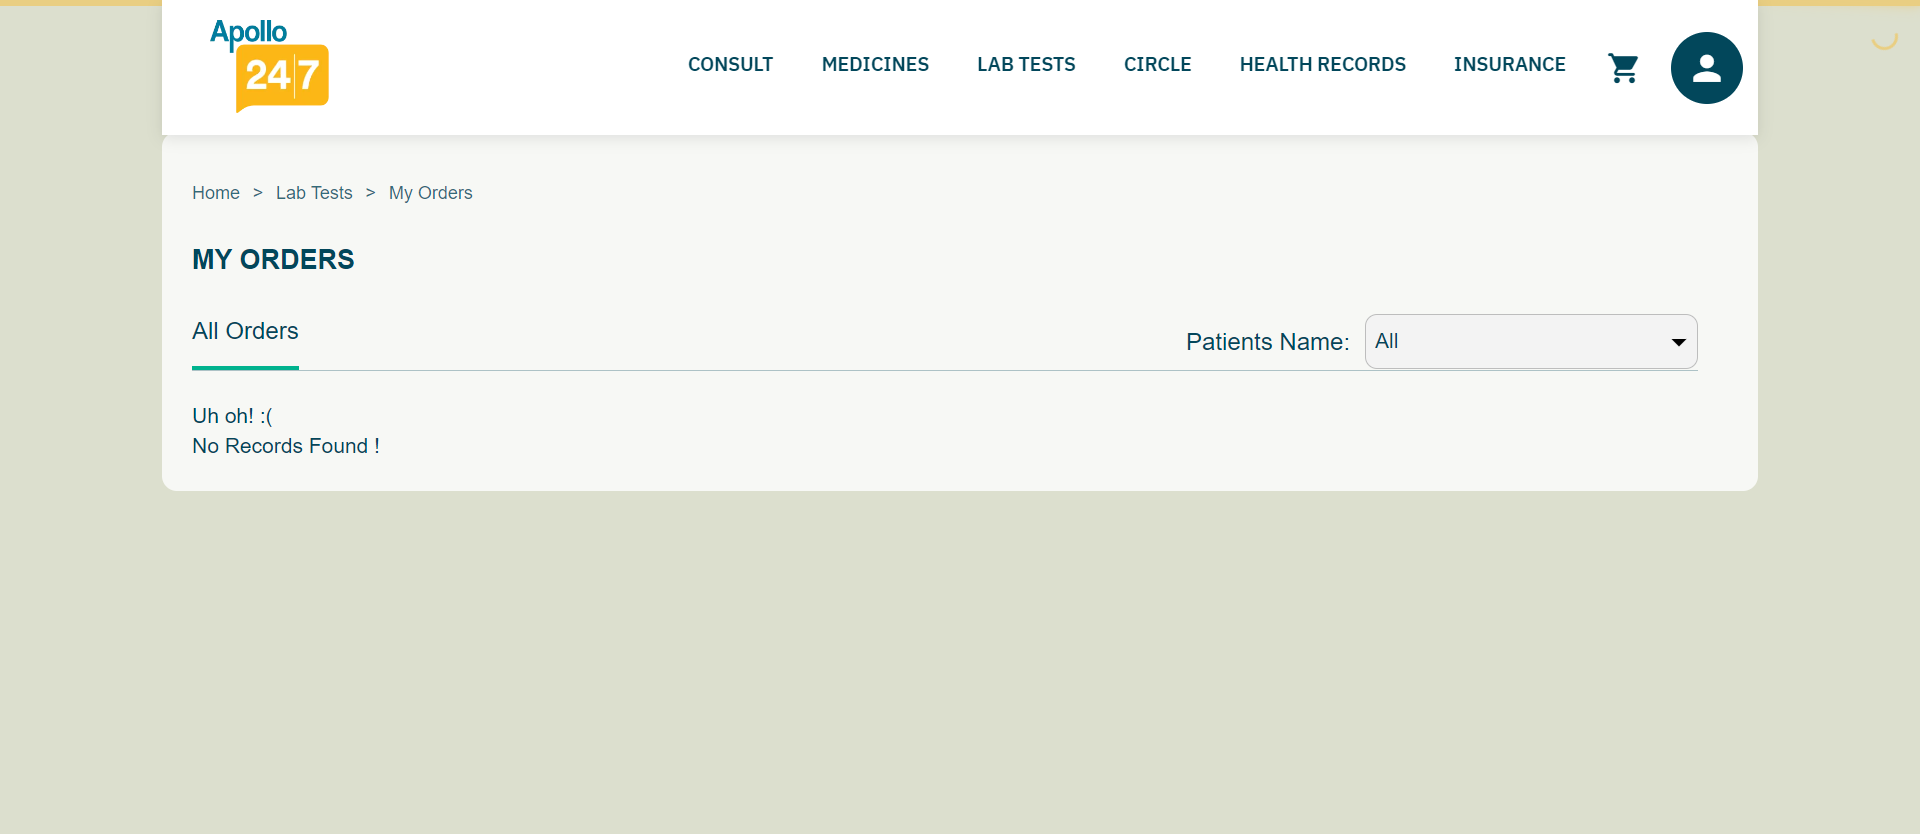 Apollo
24|7
CONSULT MEDICINES LAB TESTS CIRCLE HEALTH RECORDS INSURANCE
Home > Lab Tests > My Orders
MY ORDERS
All Orders
Patients Name: All
Uh oh! :(
No Records Found !